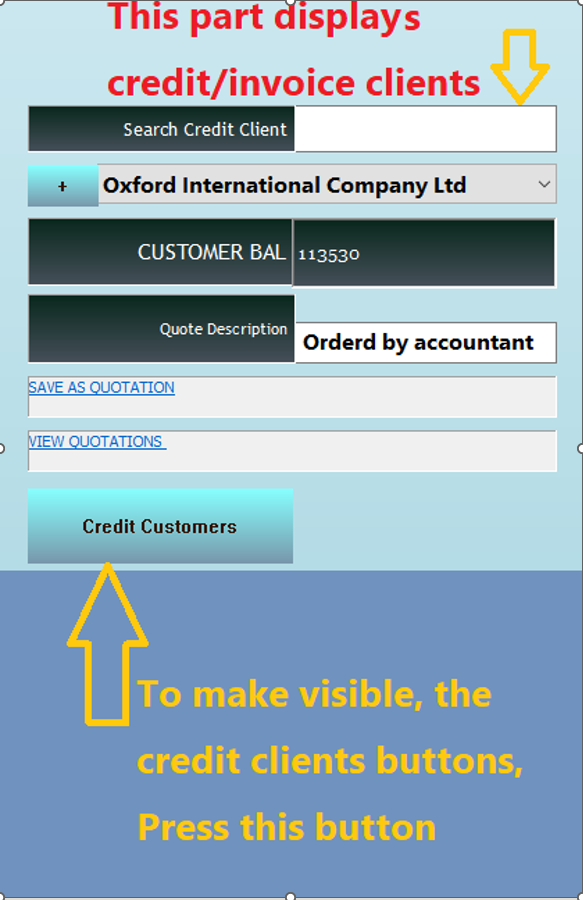 This part displays
credit/invoice clients
Search Credit Client
+ Oxford International Company Ltd
CUSTOMER BAL 113530
Quote Description Orderd by accountant
SAVE AS QUOTATION
VIEW QUOTATIONS
Credit Customers
To make visible, the
credit clients buttons,
Press this button